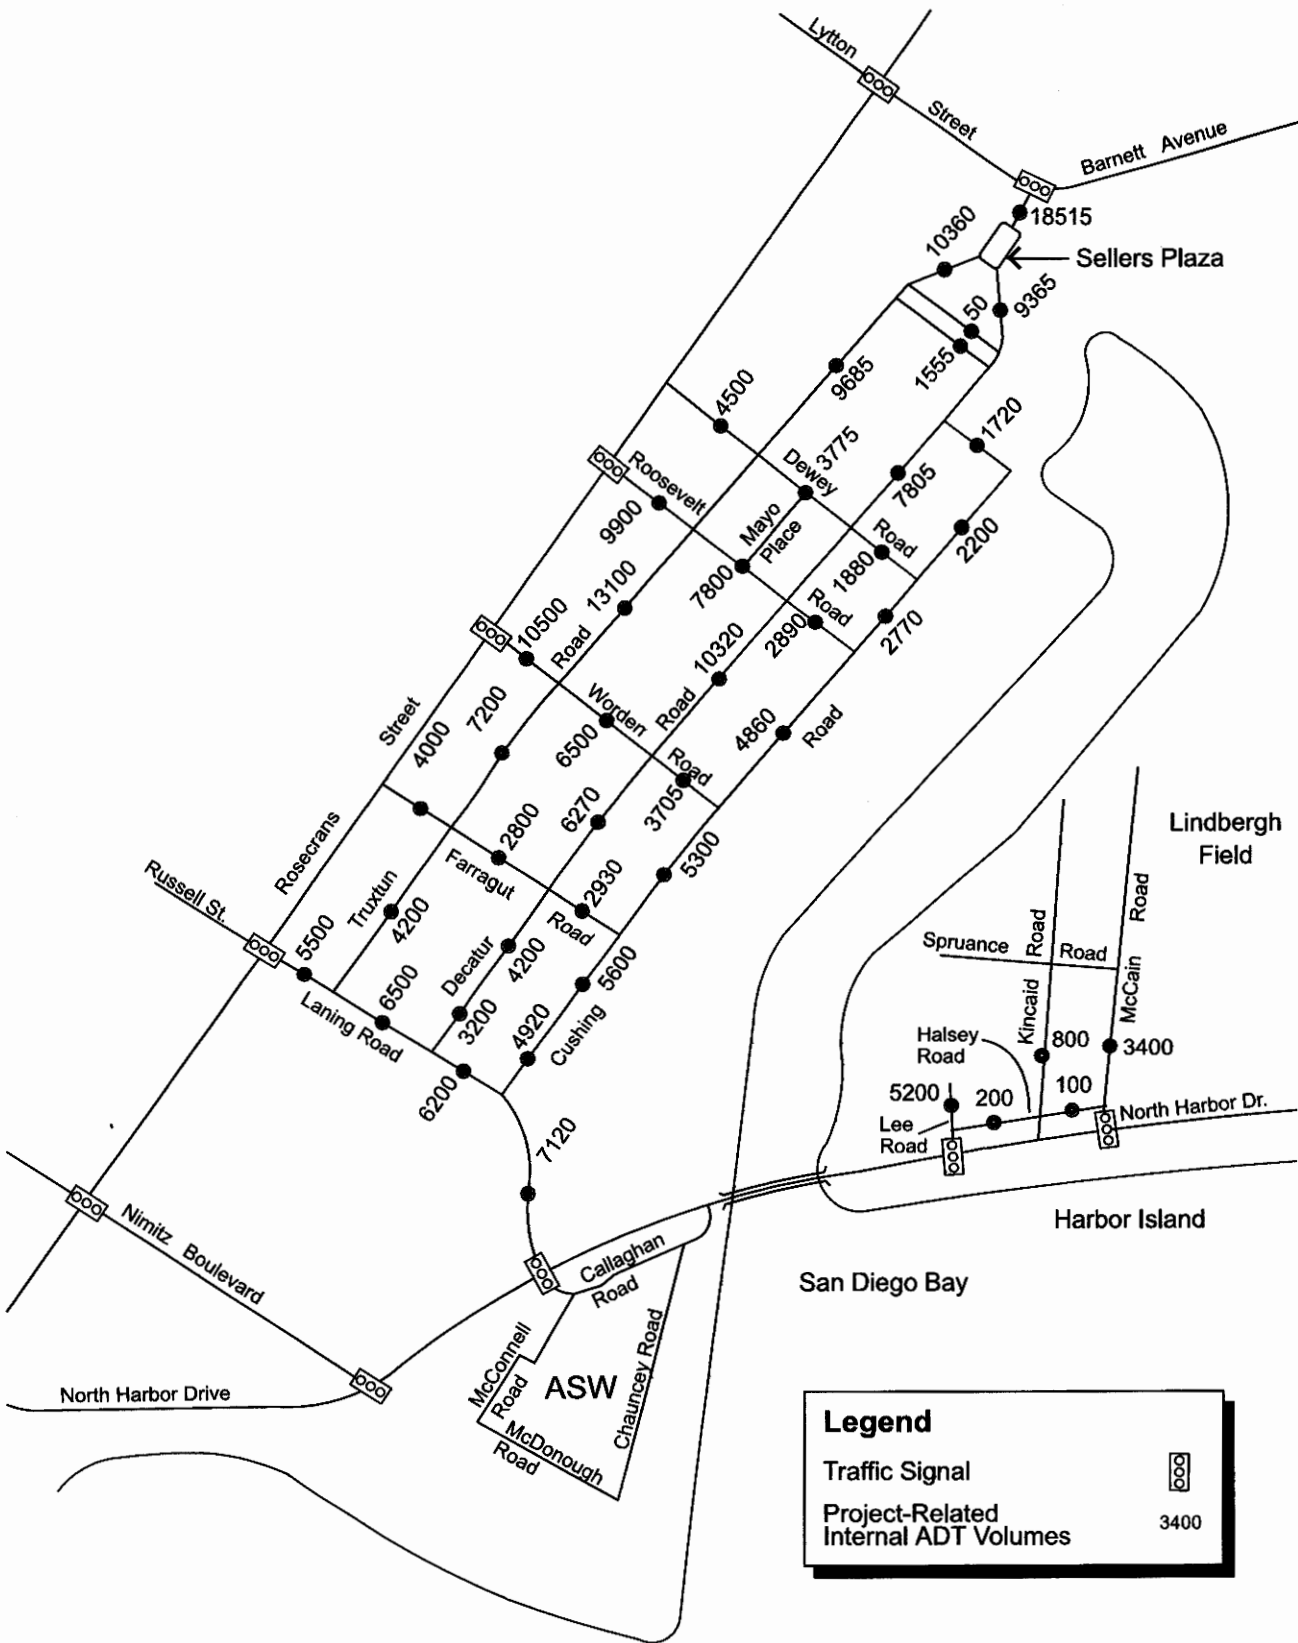 Lytton
Street
Barnett Avenue
18515
10360
Sellers Plaza
50
9365
1555
9685
4500
1720
3775
Dewey
Roosevelt
7805
9900
Mayo
Place
Road
2200
1880
7800
13100
Road
2890
2770
10500
Road
10320
Worden
Road
4860
Road
Street
7200
6500
Road
3705
4000
6270
2800
5300
Rosecrans
Farragut
2930
Road
Russell St.
Truxtun
4200
5500
Decatur
4200
5600
6500
3200
4920
Cushing
Laning Road
6200
7120
Lindbergh
Field
Road
Road
Spruance
Road
Kincaid
McCain
Halsey
Road
800
3400
5200
200
100
North Harbor Dr.
Lee
Road
Harbor Island
Nimitz Boulevard
Callaghan
Road
San Diego Bay
McConnell
Road
ASW
Chauncey Road
North Harbor Drive
McDonough
Road
Legend
Traffic Signal
Project-Related
Internal ADT Volumes
3400